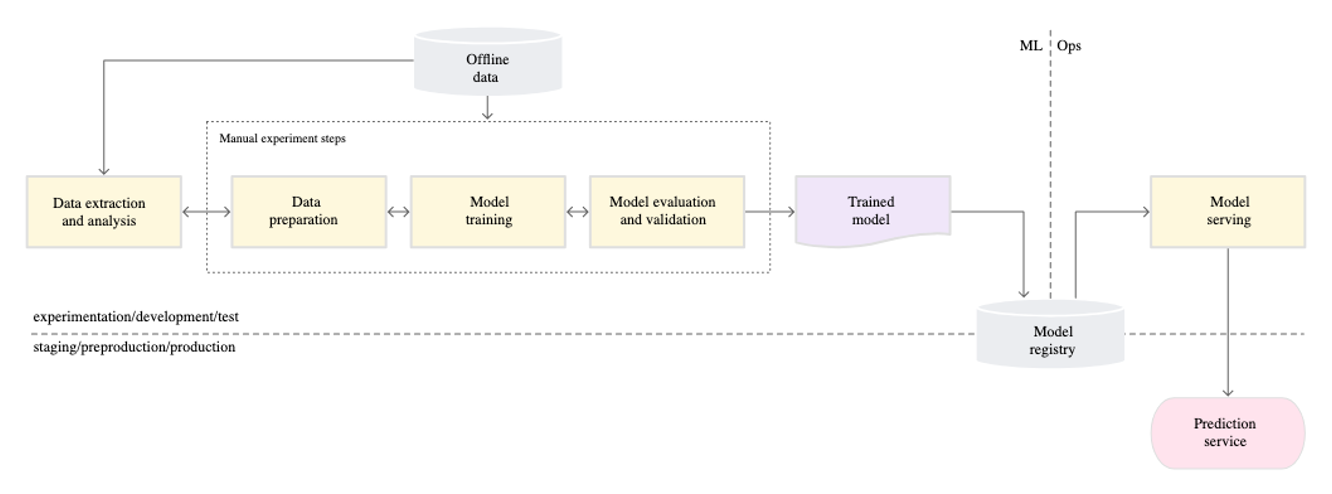 Offline
data
ML
Ops
Manual experiment steps
Data extraction
and analysis
Data
preparation
Model
training
Model evaluation
and validation
Trained
model
Model
serving
experimentation/development/test
staging/preproduction/production
Model
registry
Prediction
service